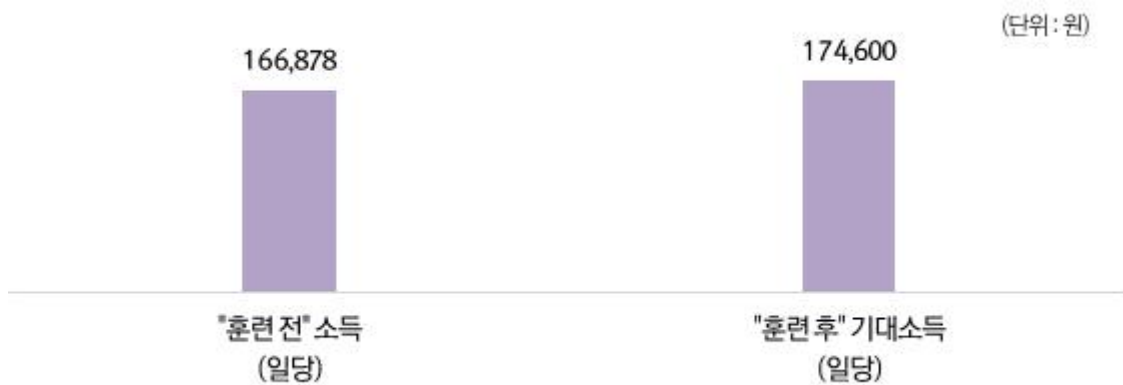 (단위 : 원)
166,878
174,600
"훈련 전" 소득
(일당)
"훈련 후" 기대소득
(일당)